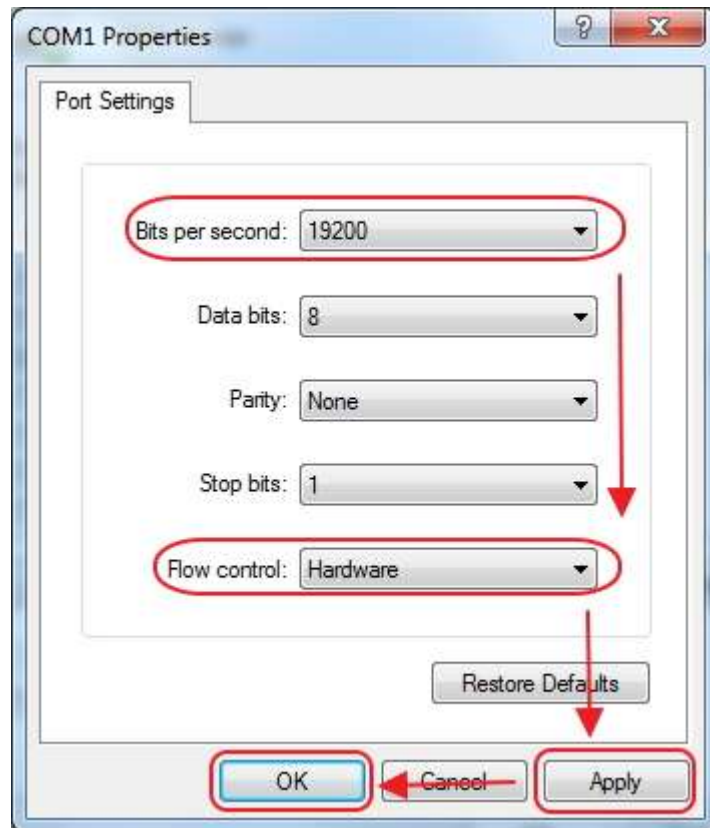 COM1 Properties
Port Settings
Bits per second: 19200
Data bits: 8
Parity: None
Stop bits: 1
Flow control: Hardware
Restore Defaults
OK Cancel Apply